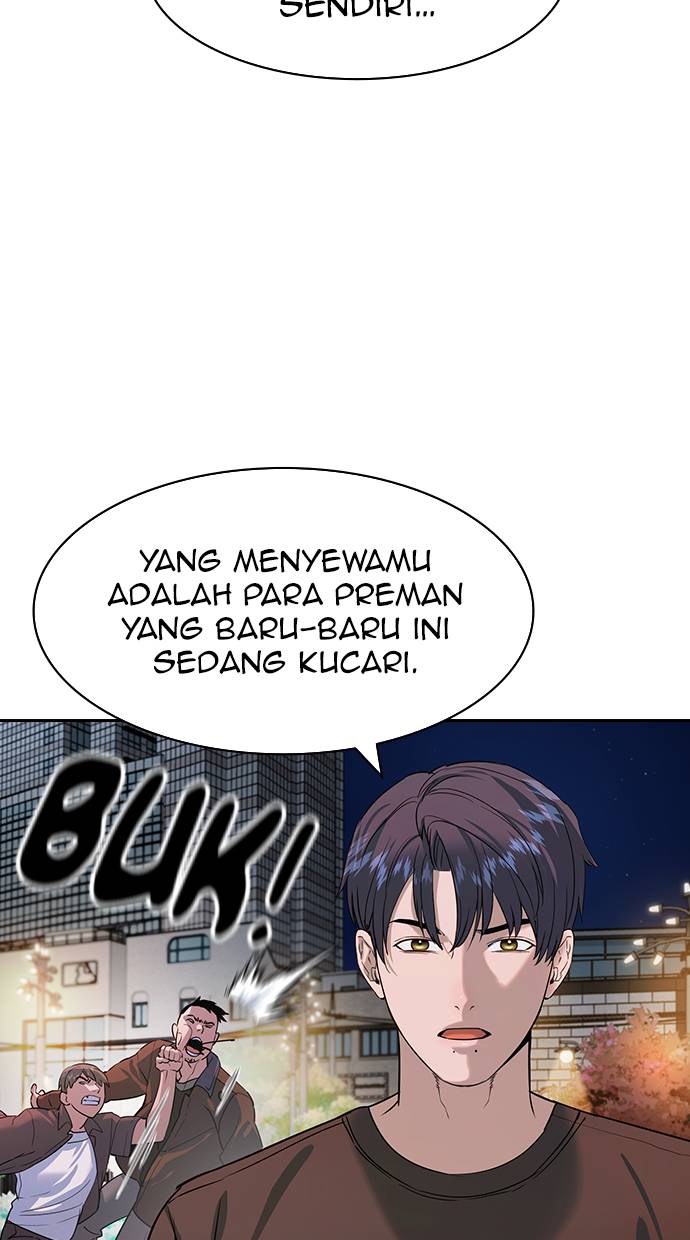 SENDIRI...
YANG MENYEWAMU
ADALAH PARA PREMAN
YANG BARU-BARU INI
SEDANG KUCARI.
BUK!